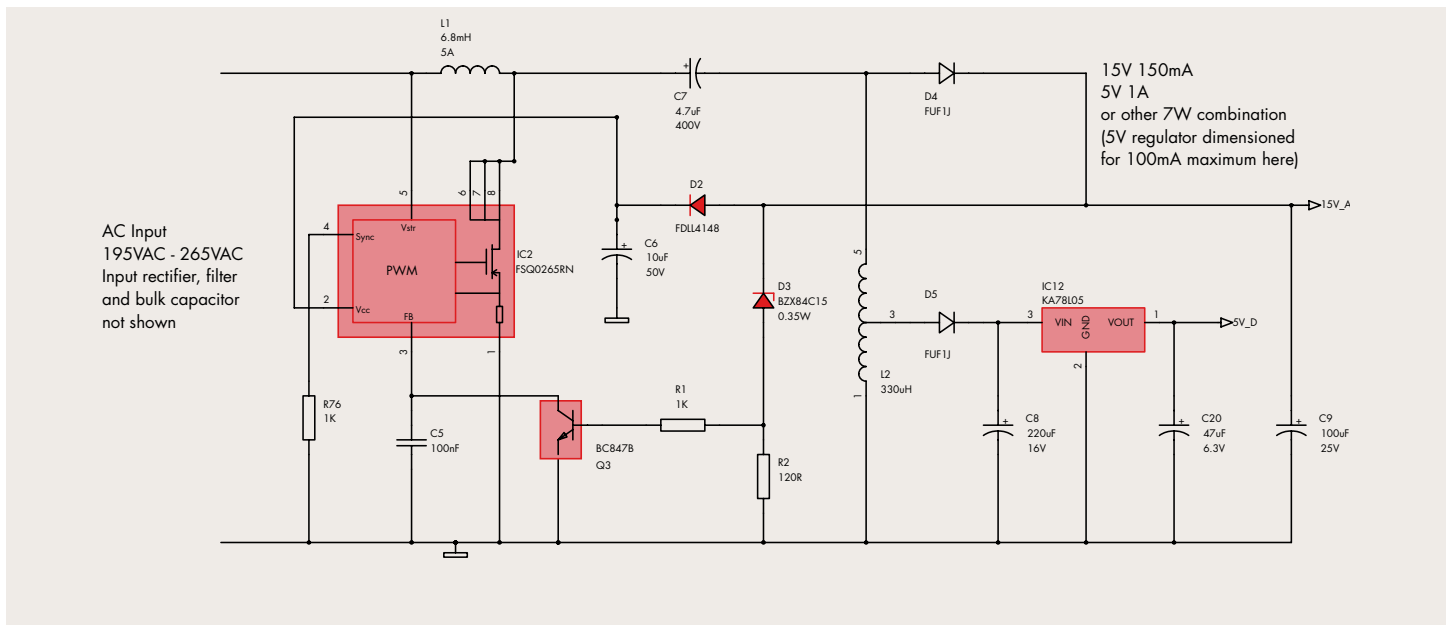 L1
6.8mH
5A
C7
4.7uF
400V
+
D4
FUF1J
15V 150mA
5V 1A
or other 7W combination
(5V regulator dimensioned
for 100mA maximum here)
AC Input
195VAC - 265VAC
Input rectifier, filter
and bulk capacitor
not shown
5
6
7
8
4
Sync
Vstr
PWM
2
Vcc
FB
3
1
IC2
FSQ0265RN
D2
FDLL4148
+
C6
10uF
50V
D3
BZX84C15
0.35W
15V_A
5
3
1
L2
330uH
D5
FUF1J
IC12
KA78L05
3
VIN
GND
VOUT
1
2
5V_D
R76
1K
C5
100nF
BC847B
Q3
R1
1K
R2
120R
+
C8
220uF
16V
+
C20
47uF
6.3V
+
C9
100uF
25V